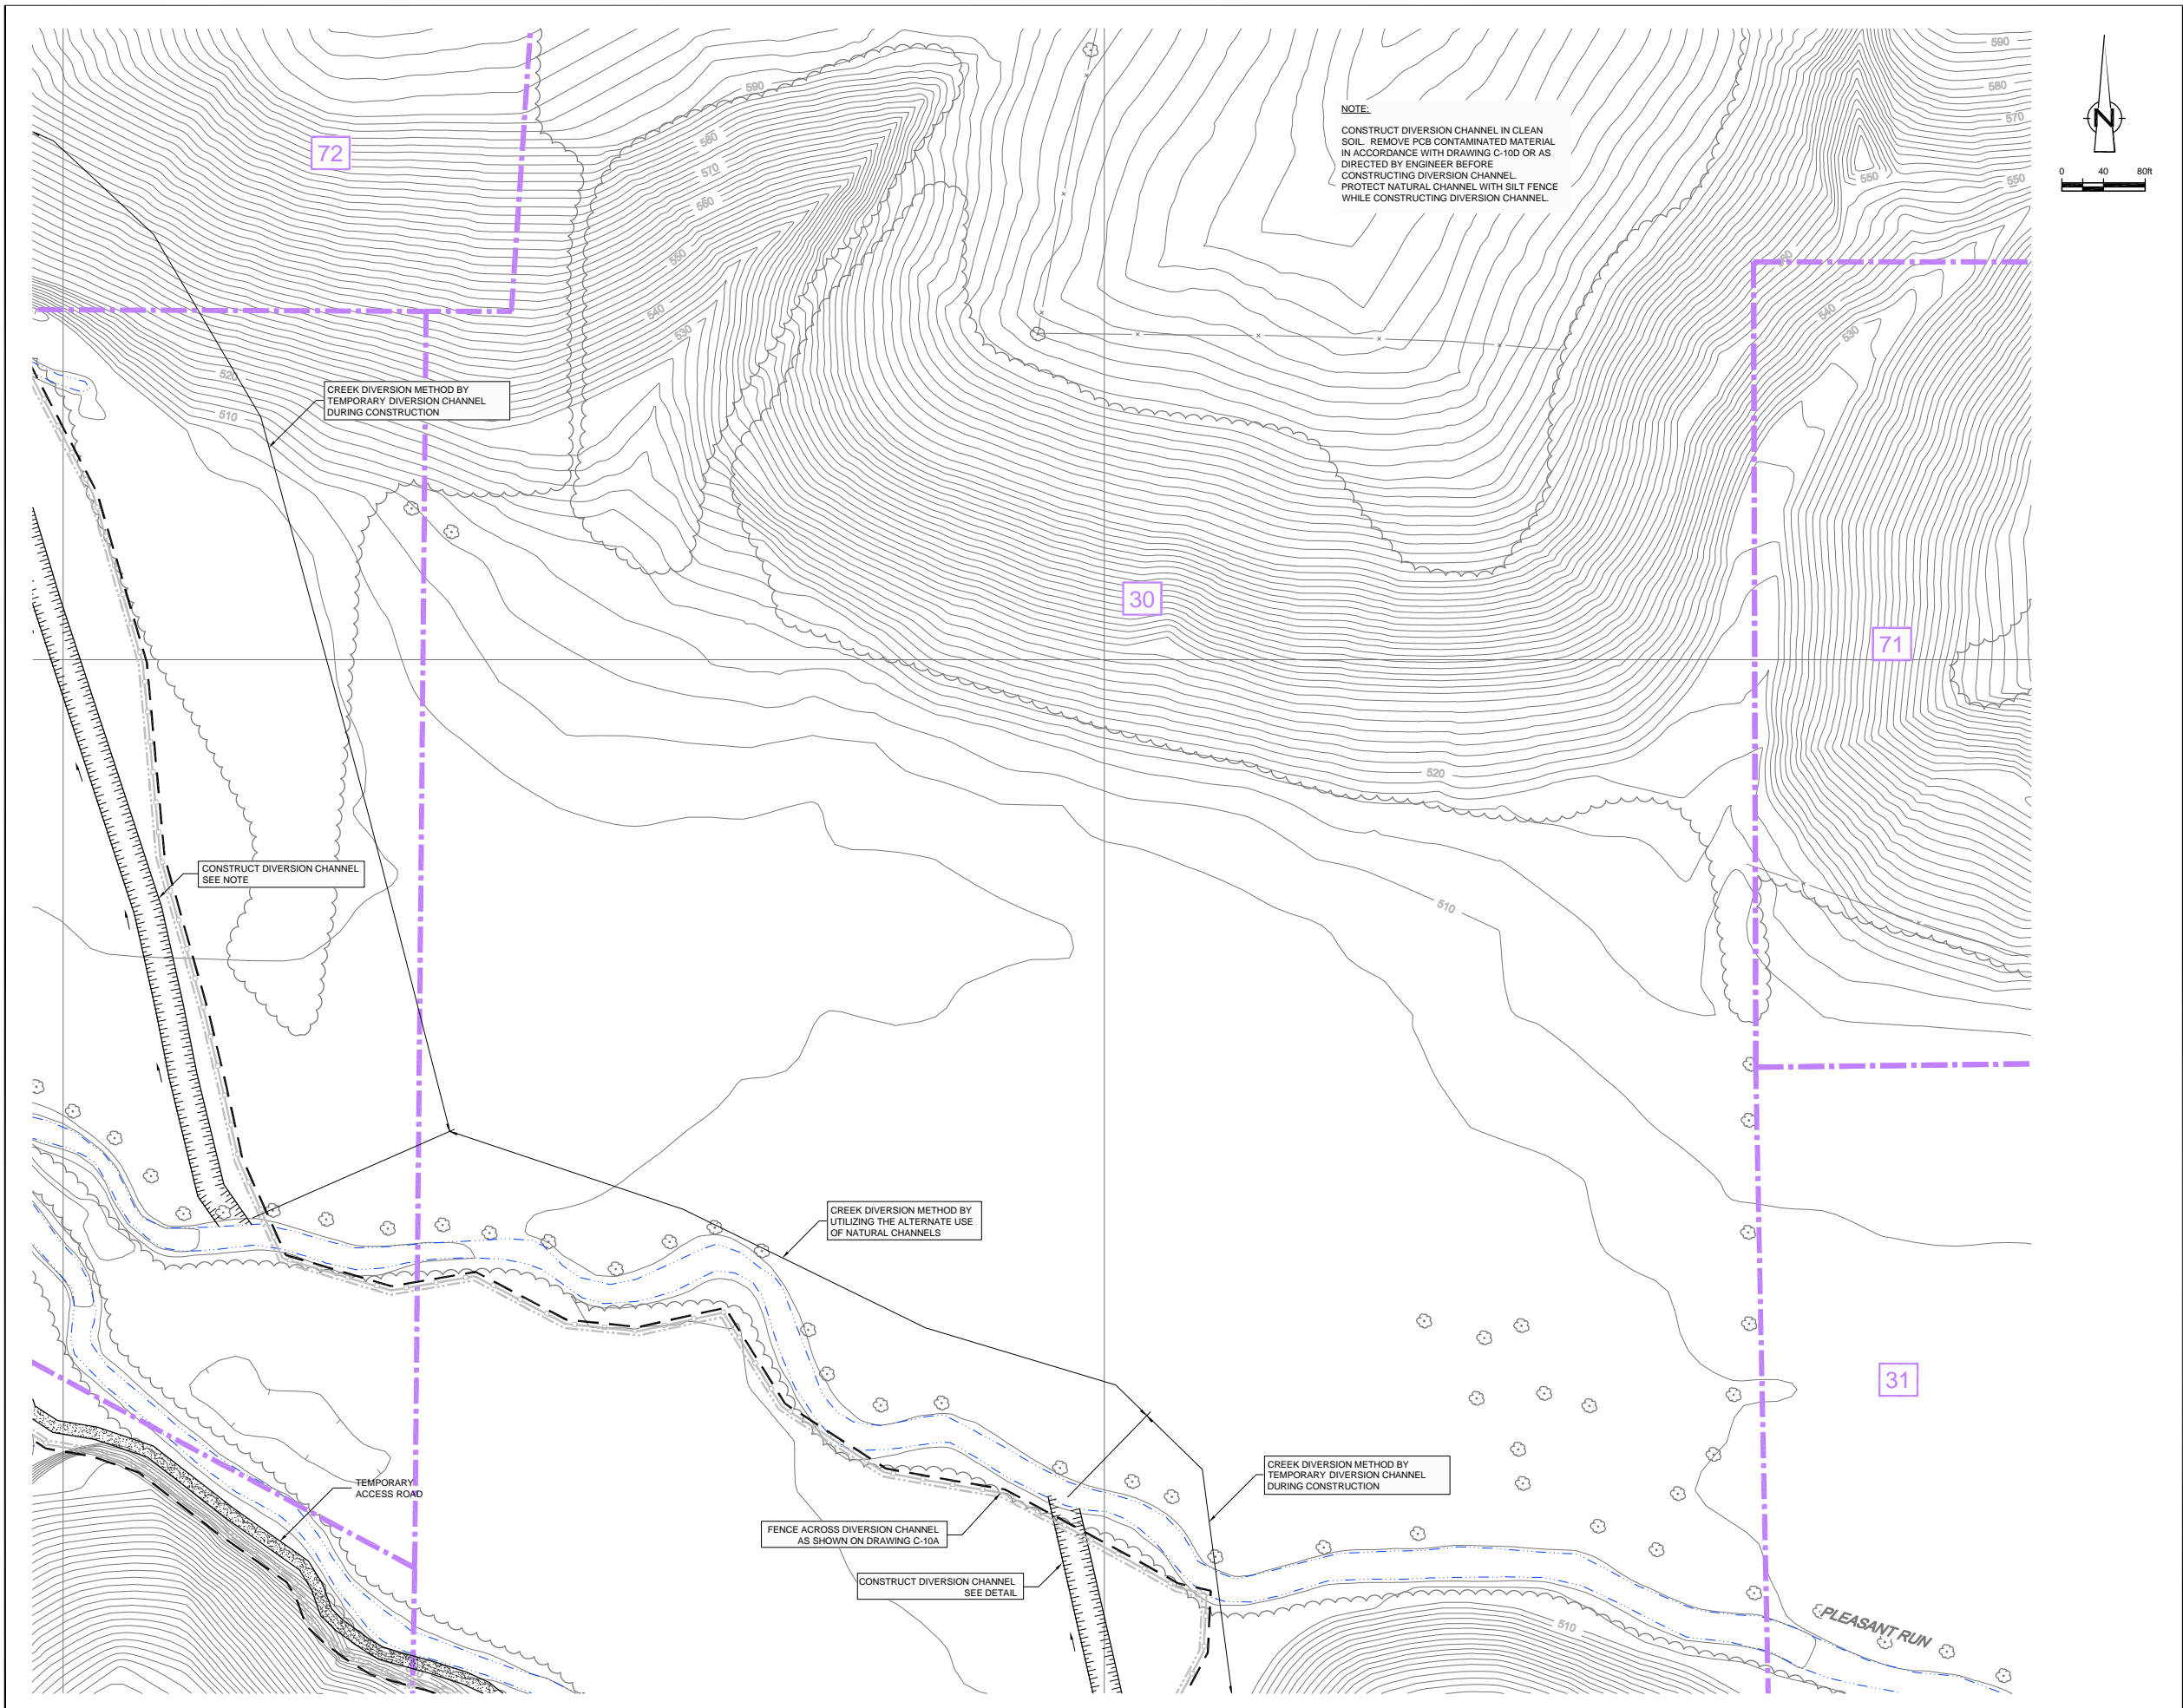 590
590
580
570
550
550
N
0 40 80ft
NOTE:
CONSTRUCT DIVERSION CHANNEL IN CLEAN
SOIL. REMOVE PCB CONTAMINATED MATERIAL
IN ACCORDANCE WITH DRAWING C-10D OR AS
DIRECTED BY ENGINEER BEFORE
CONSTRUCTING DIVERSION CHANNEL.
PROTECT NATURAL CHANNEL WITH SILT FENCE
WHILE CONSTRUCTING DIVERSION CHANNEL.
72
580
570
560
550
540
530
540
530
520
510
CREEK DIVERSION METHOD BY
TEMPORARY DIVERSION CHANNEL
DURING CONSTRUCTION
30
71
520
CONSTRUCT DIVERSION CHANNEL
SEE NOTE
510
CREEK DIVERSION METHOD BY
UTILIZING THE ALTERNATE USE
OF NATURAL CHANNELS
31
TEMPORARY
ACCESS ROAD
CREEK DIVERSION METHOD BY
TEMPORARY DIVERSION CHANNEL
DURING CONSTRUCTION
FENCE ACROSS DIVERSION CHANNEL
AS SHOWN ON DRAWING C-10A
CONSTRUCT DIVERSION CHANNEL
SEE DETAIL
510
PLEASANT RUN